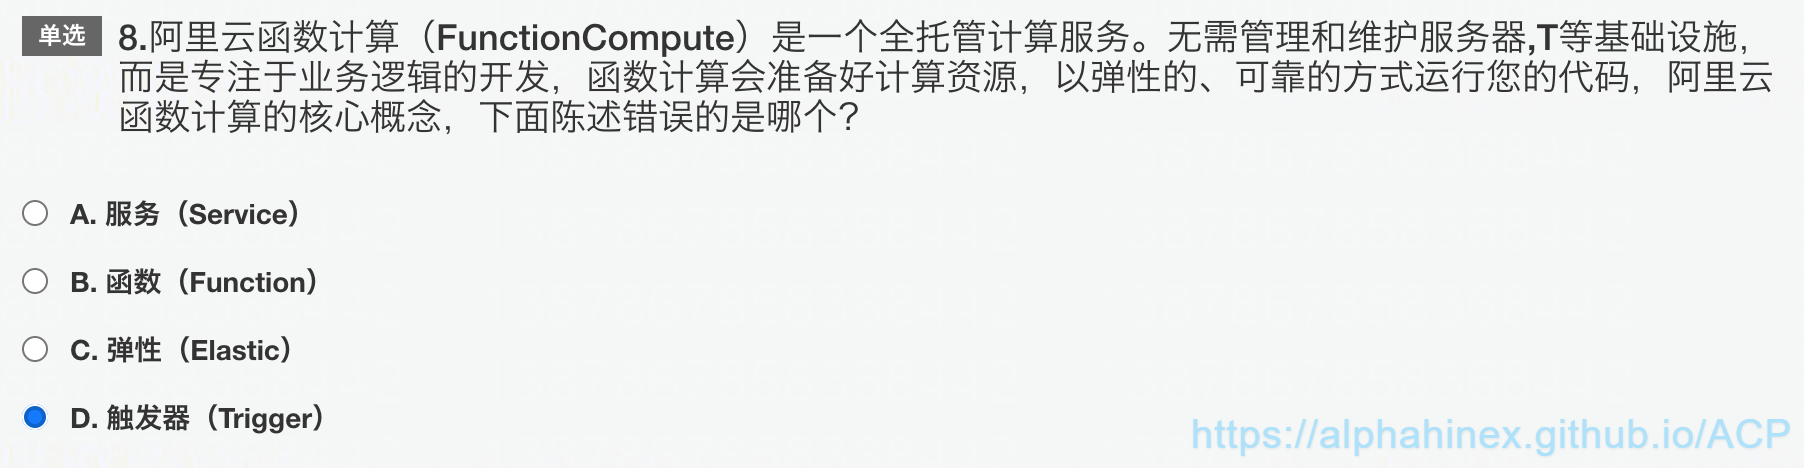 单选
8.阿里云函数计算（FunctionCompute）是一个全托管计算服务。无需管理和维护服务器,T等基础设施，
而是专注于业务逻辑的开发，函数计算会准备好计算资源，以弹性的、可靠的方式运行您的代码，阿里云
函数计算的核心概念，下面陈述错误的是哪个？
A. 服务（Service）
B. 函数（Function）
C. 弹性（Elastic）
D. 触发器（Trigger）
https://alphahinex.github.io/ACP